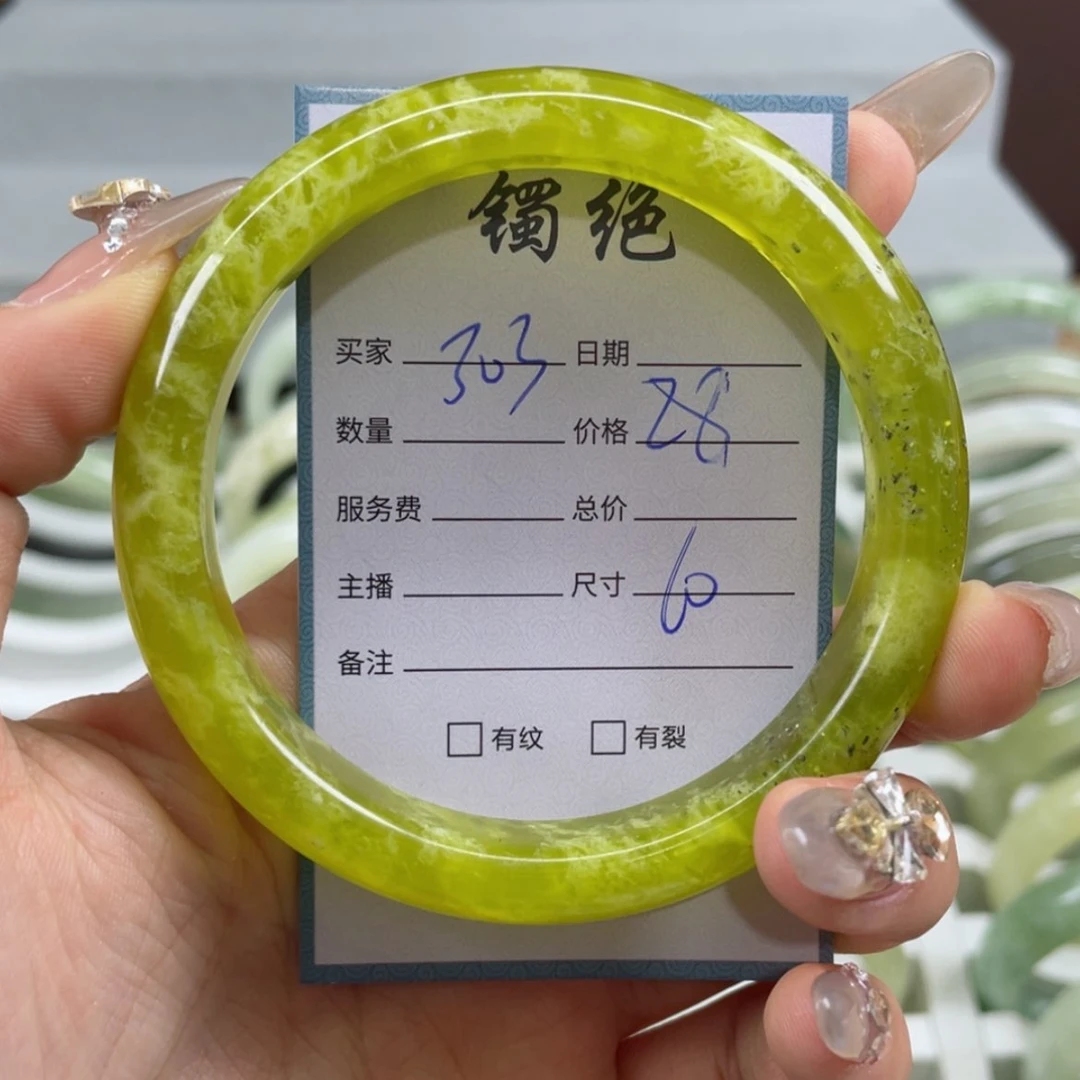 镯绝
买家 303 日期
数量 价格 28
服务费 总价
主播 尺寸 60
备注
有纹 有裂